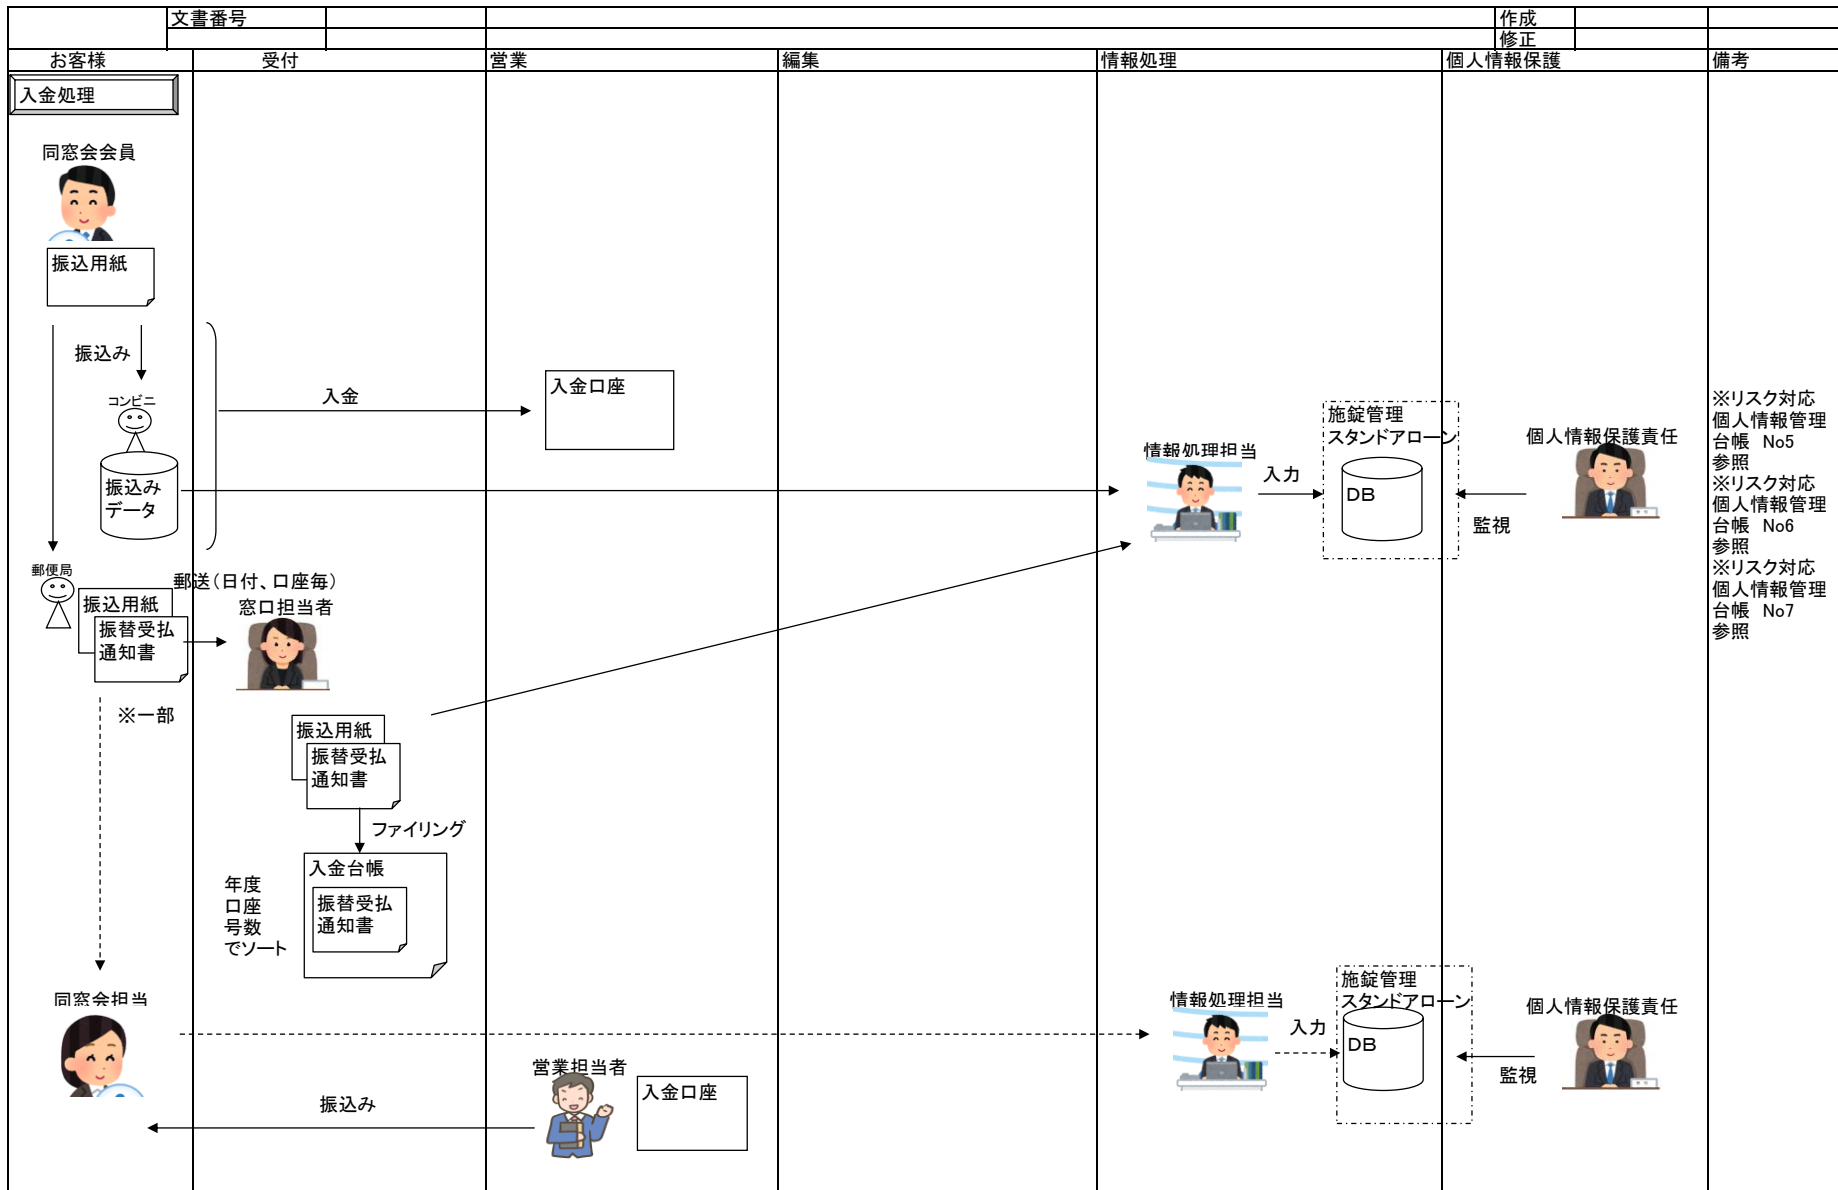 文書番号
作成
修正
お客様
受付
営業
編集
情報処理
個人情報保護
備考
入金処理
同窓会会員
振込用紙
振込み
コンビニ
振込み
データ
入金
入金口座
情報処理担当
入力
施錠管理
スタンドアローン
DB
個人情報保護責任
監視
※リスク対応
個人情報管理
台帳 No5
参照
※リスク対応
個人情報管理
台帳 No6
参照
※リスク対応
個人情報管理
台帳 No7
参照
郵便局
振込用紙
振替受払
通知書
郵送(日付、口座毎)
窓口担当者
※一部
振込用紙
振替受払
通知書
ファイリング
入金台帳
振替受払
通知書
年度
口座
号数
でソート
同窓会担当
情報処理担当
入力
施錠管理
スタンドアローン
DB
個人情報保護責任
監視
営業担当者
入金口座
振込み